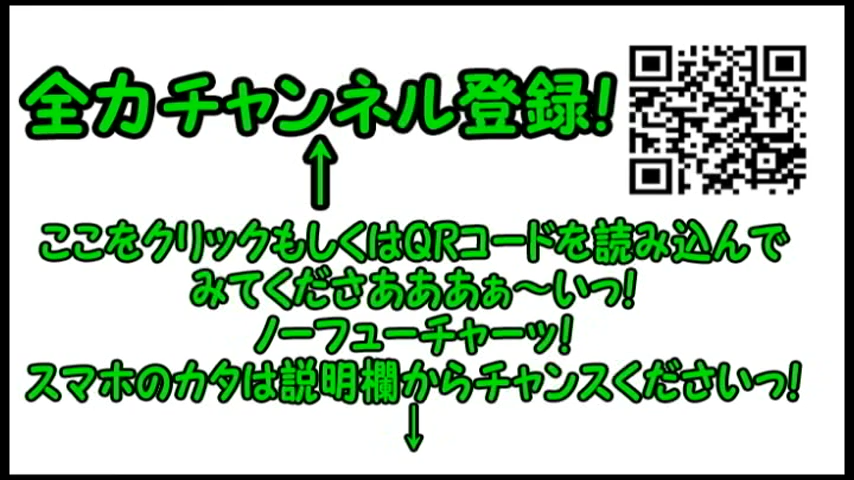 全力チャンネル登録!
↑
ここをクリックもしくはQRコードを読み込んで
みてくださあああぁ～いっ!
ノーフューチャーッ!
スマホのカタは説明欄からチャンスくださいっ!
↓